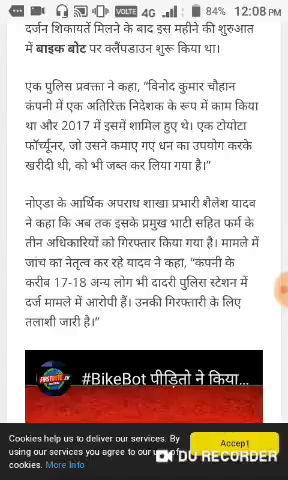 VOLTE 4G 84% 12:08 PM
दर्जन शिकायतें मिलने के बाद इस महीने की शुरुआत
में बाइक बोट पर क्लैंपडाउन शुरू किया था।
एक पुलिस प्रवक्ता ने कहा, “विनोद कुमार चौहान
कंपनी में एक अतिरिक्त निदेशक के रूप में काम किया
था और 2017 में इसमें शामिल हुए थे। एक टोयोटा
फॉर्च्यूनर, जो उसने कमाए गए धन का उपयोग करके
खरीदी थी, को भी जब्त कर लिया गया है।”
नोएडा के आर्थिक अपराध शाखा प्रभारी शैलेश यादव
ने कहा कि अब तक इसके प्रमुख भाटी सहित फर्म के
तीन अधिकारियों को गिरफ्तार किया गया है। मामले में
जांच का नेतृत्व कर रहे यादव ने कहा, “कंपनी के
करीब 17-18 अन्य लोग भी दादरी पुलिस स्टेशन में
दर्ज मामले में आरोपी हैं। उनकी गिरफ्तारी के लिए
तलाशी जारी है।”
#BikeBot पीड़ितो ने किया...
Cookies help us to deliver our services. By
using our services you agree to our use of
cookies. More Info
Accept
DU RECORDER